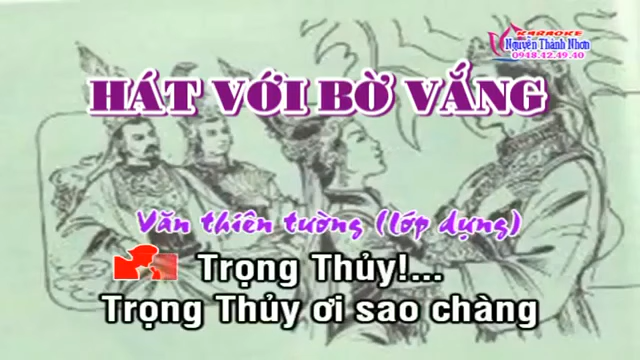 KARAOKE
Nguyễn Thành Nhơn
0948.42.49.40
HÁT VỚI BỜ VẮNG
Văn thiên tường (lớp dựng)
Trọng Thủy!...
Trọng Thủy ơi sao chàng